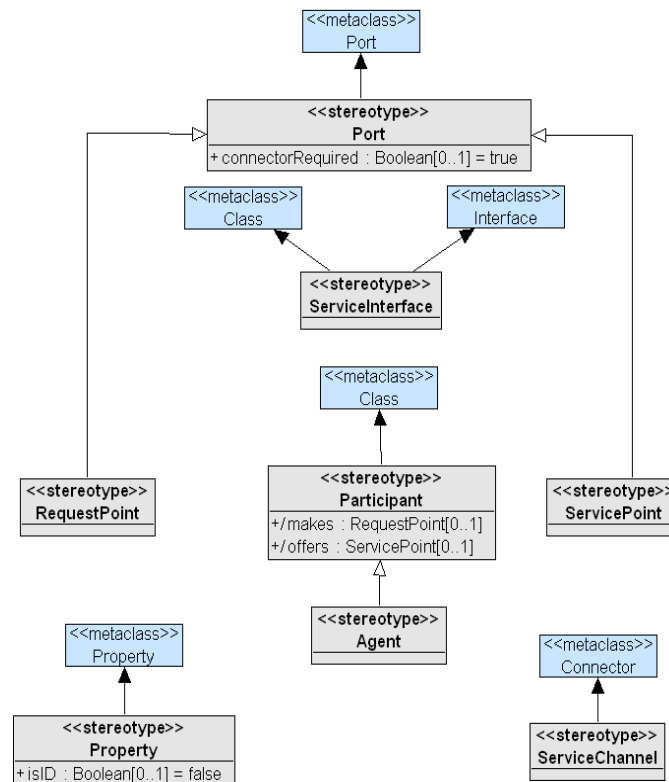 <<metaclass>>
Port
<<stereotype>>
Port
+ connectorRequired : Boolean[0..1] = true
<<metaclass>>
Class
<<metaclass>>
Interface
<<stereotype>>
ServiceInterface
<<metaclass>>
Class
<<stereotype>>
RequestPoint
<<stereotype>>
Participant
+/makes : RequestPoint[0..1]
+/offers : ServicePoint[0..1]
<<stereotype>>
ServicePoint
<<stereotype>>
Agent
<<metaclass>>
Property
<<metaclass>>
Connector
<<stereotype>>
Property
+isID : Boolean[0..1] = false
<<stereotype>>
ServiceChannel